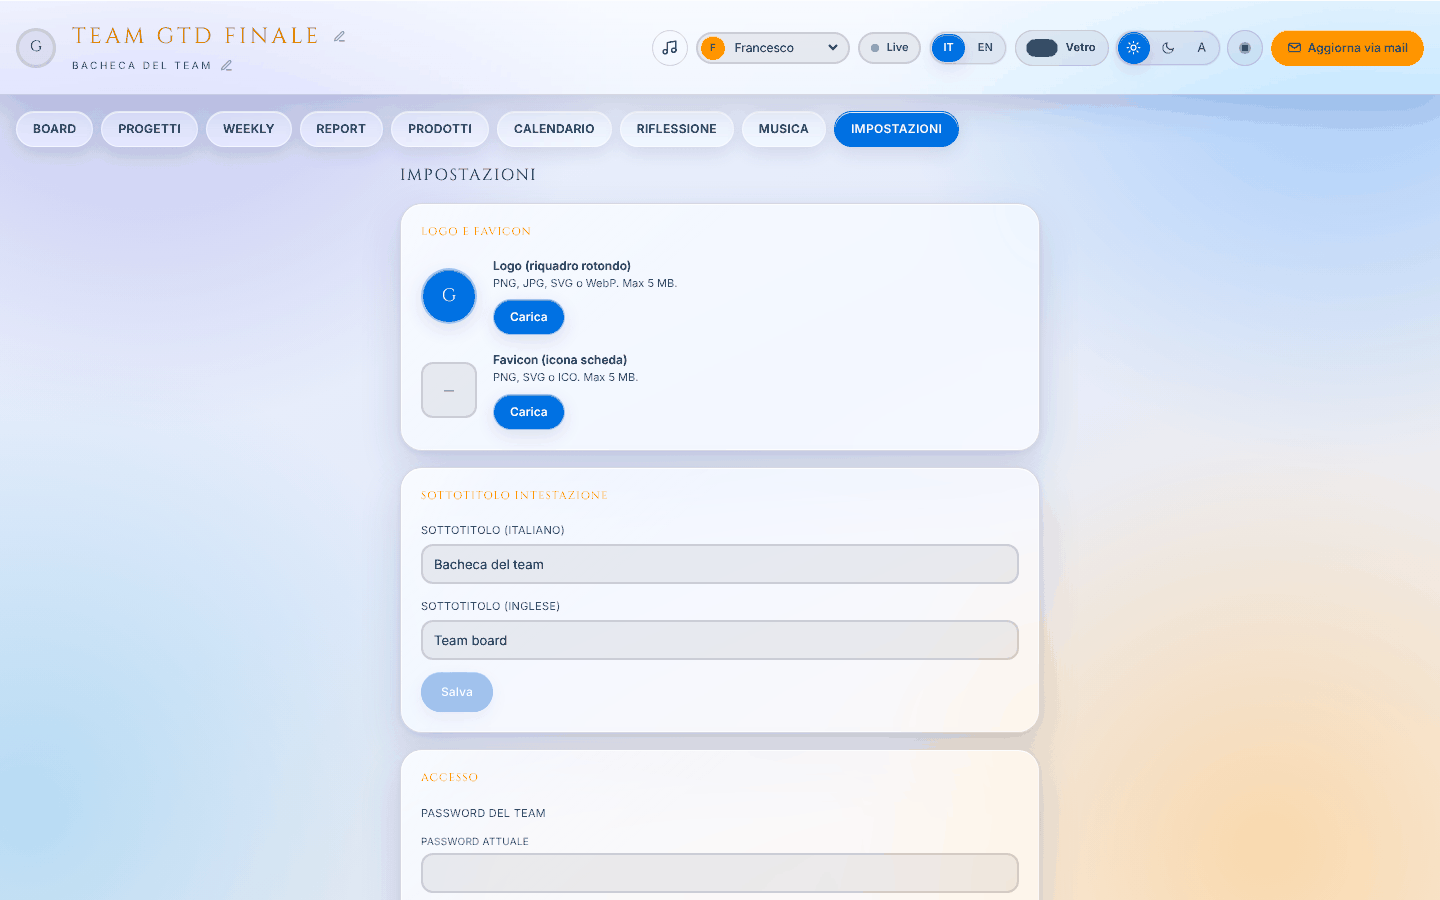 G
TEAM GTD FINALE
BACHECA DEL TEAM
F Francesco
Live
IT EN
Vetro
A
Aggiorna via mail
BOARD PROGETTI WEEKLY REPORT PRODOTTI CALENDARIO RIFLESSIONE MUSICA IMPOSTAZIONI
IMPOSTAZIONI
LOGO E FAVICON
G
Logo (riquadro rotondo)
PNG, JPG, SVG o WebP. Max 5 MB.
Carica
–
Favicon (icona scheda)
PNG, SVG o ICO. Max 5 MB.
Carica
SOTTOTITOLO INTESTAZIONE
SOTTOTITOLO (ITALIANO)
Bacheca del team
SOTTOTITOLO (INGLESE)
Team board
Salva
ACCESSO
PASSWORD DEL TEAM
PASSWORD ATTUALE